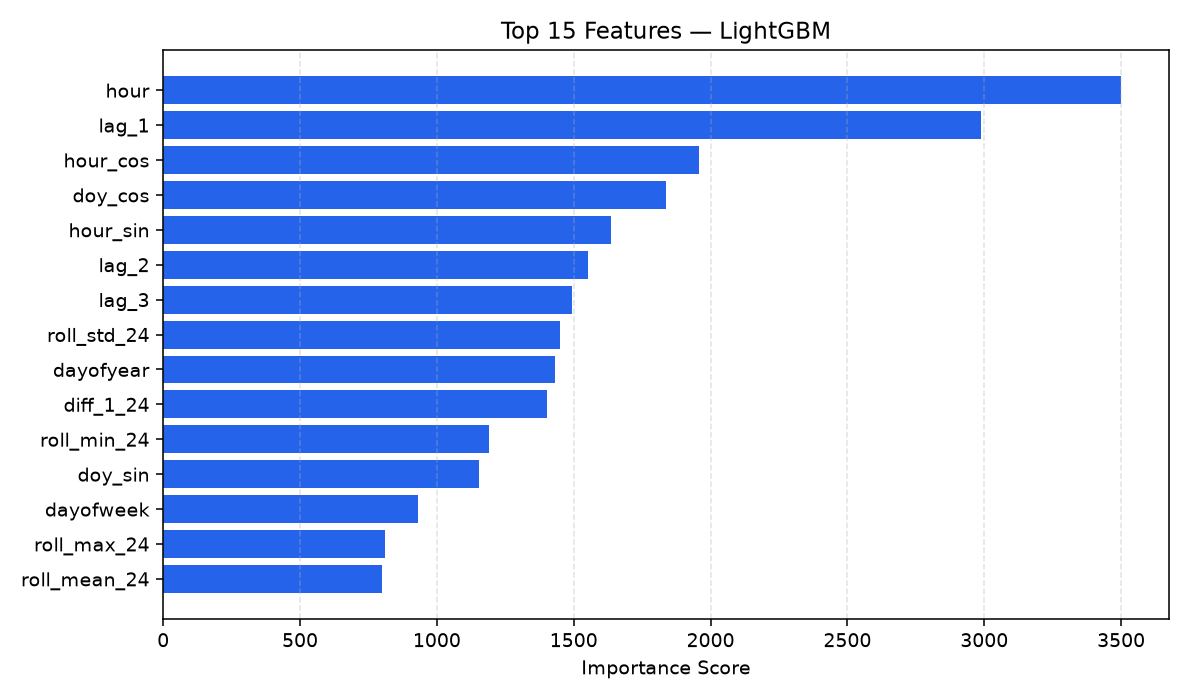 Top 15 Features — LightGBM
hour
lag_1
hour_cos
doy_cos
hour_sin
lag_2
lag_3
roll_std_24
dayofyear
diff_1_24
roll_min_24
doy_sin
dayofweek
roll_max_24
roll_mean_24
0 500 1000 1500 2000 2500 3000 3500
Importance Score